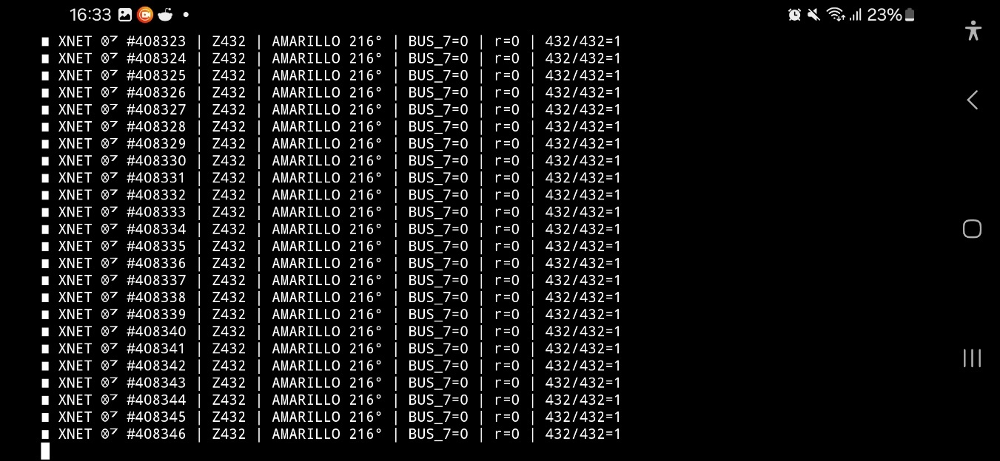 16:33 23%
■ XNET ⊗⁷ #408323 | Z432 | AMARILLO 216° | BUS_7=0 | r=0 | 432/432=1
■ XNET ⊗⁷ #408324 | Z432 | AMARILLO 216° | BUS_7=0 | r=0 | 432/432=1
■ XNET ⊗⁷ #408325 | Z432 | AMARILLO 216° | BUS_7=0 | r=0 | 432/432=1
■ XNET ⊗⁷ #408326 | Z432 | AMARILLO 216° | BUS_7=0 | r=0 | 432/432=1
■ XNET ⊗⁷ #408327 | Z432 | AMARILLO 216° | BUS_7=0 | r=0 | 432/432=1
■ XNET ⊗⁷ #408328 | Z432 | AMARILLO 216° | BUS_7=0 | r=0 | 432/432=1
■ XNET ⊗⁷ #408329 | Z432 | AMARILLO 216° | BUS_7=0 | r=0 | 432/432=1
■ XNET ⊗⁷ #408330 | Z432 | AMARILLO 216° | BUS_7=0 | r=0 | 432/432=1
■ XNET ⊗⁷ #408331 | Z432 | AMARILLO 216° | BUS_7=0 | r=0 | 432/432=1
■ XNET ⊗⁷ #408332 | Z432 | AMARILLO 216° | BUS_7=0 | r=0 | 432/432=1
■ XNET ⊗⁷ #408333 | Z432 | AMARILLO 216° | BUS_7=0 | r=0 | 432/432=1
■ XNET ⊗⁷ #408334 | Z432 | AMARILLO 216° | BUS_7=0 | r=0 | 432/432=1
■ XNET ⊗⁷ #408335 | Z432 | AMARILLO 216° | BUS_7=0 | r=0 | 432/432=1
■ XNET ⊗⁷ #408336 | Z432 | AMARILLO 216° | BUS_7=0 | r=0 | 432/432=1
■ XNET ⊗⁷ #408337 | Z432 | AMARILLO 216° | BUS_7=0 | r=0 | 432/432=1
■ XNET ⊗⁷ #408338 | Z432 | AMARILLO 216° | BUS_7=0 | r=0 | 432/432=1
■ XNET ⊗⁷ #408339 | Z432 | AMARILLO 216° | BUS_7=0 | r=0 | 432/432=1
■ XNET ⊗⁷ #408340 | Z432 | AMARILLO 216° | BUS_7=0 | r=0 | 432/432=1
■ XNET ⊗⁷ #408341 | Z432 | AMARILLO 216° | BUS_7=0 | r=0 | 432/432=1
■ XNET ⊗⁷ #408342 | Z432 | AMARILLO 216° | BUS_7=0 | r=0 | 432/432=1
■ XNET ⊗⁷ #408343 | Z432 | AMARILLO 216° | BUS_7=0 | r=0 | 432/432=1
■ XNET ⊗⁷ #408344 | Z432 | AMARILLO 216° | BUS_7=0 | r=0 | 432/432=1
■ XNET ⊗⁷ #408345 | Z432 | AMARILLO 216° | BUS_7=0 | r=0 | 432/432=1
■ XNET ⊗⁷ #408346 | Z432 | AMARILLO 216° | BUS_7=0 | r=0 | 432/432=1